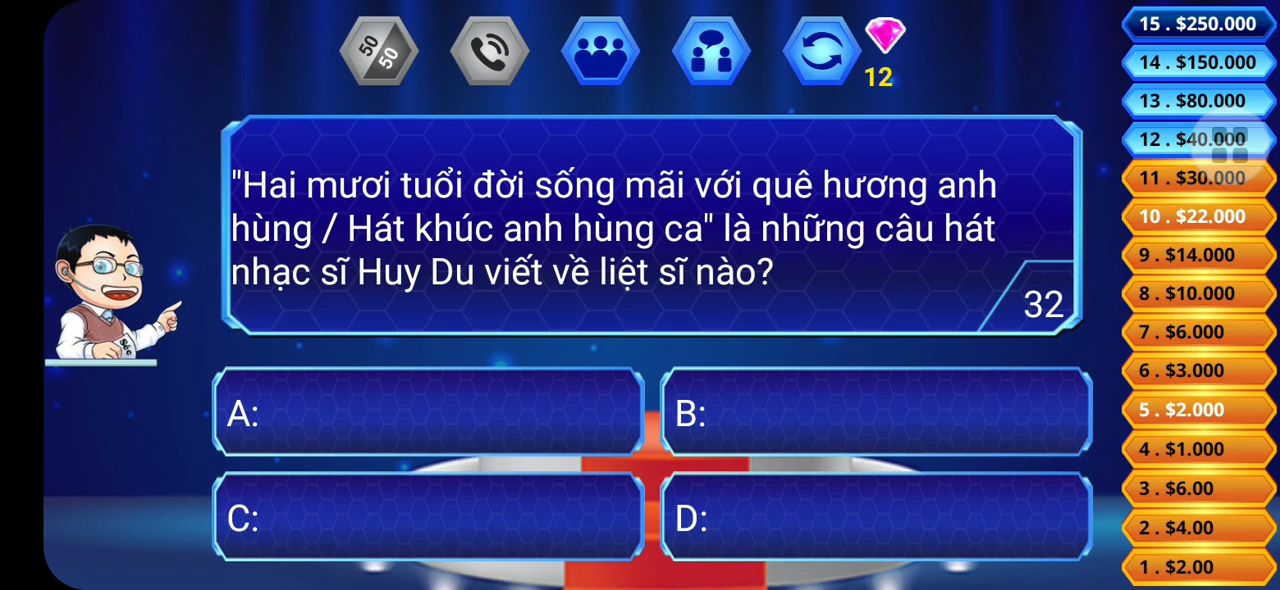 50
50
12
15 . $250.000
14 . $150.000
13 . $80.000
12 . $40.000
11 . $30.000
10 . $22.000
9 . $14.000
8 . $10.000
7 . $6.000
6 . $3.000
5 . $2.000
4 . $1.000
3 . $6.00
2 . $4.00
1 . $2.00
"Hai mươi tuổi đời sống mãi với quê hương anh
hùng / Hát khúc anh hùng ca" là những câu hát
nhạc sĩ Huy Du viết về liệt sĩ nào?
32
Séc
A:
B:
C:
D: